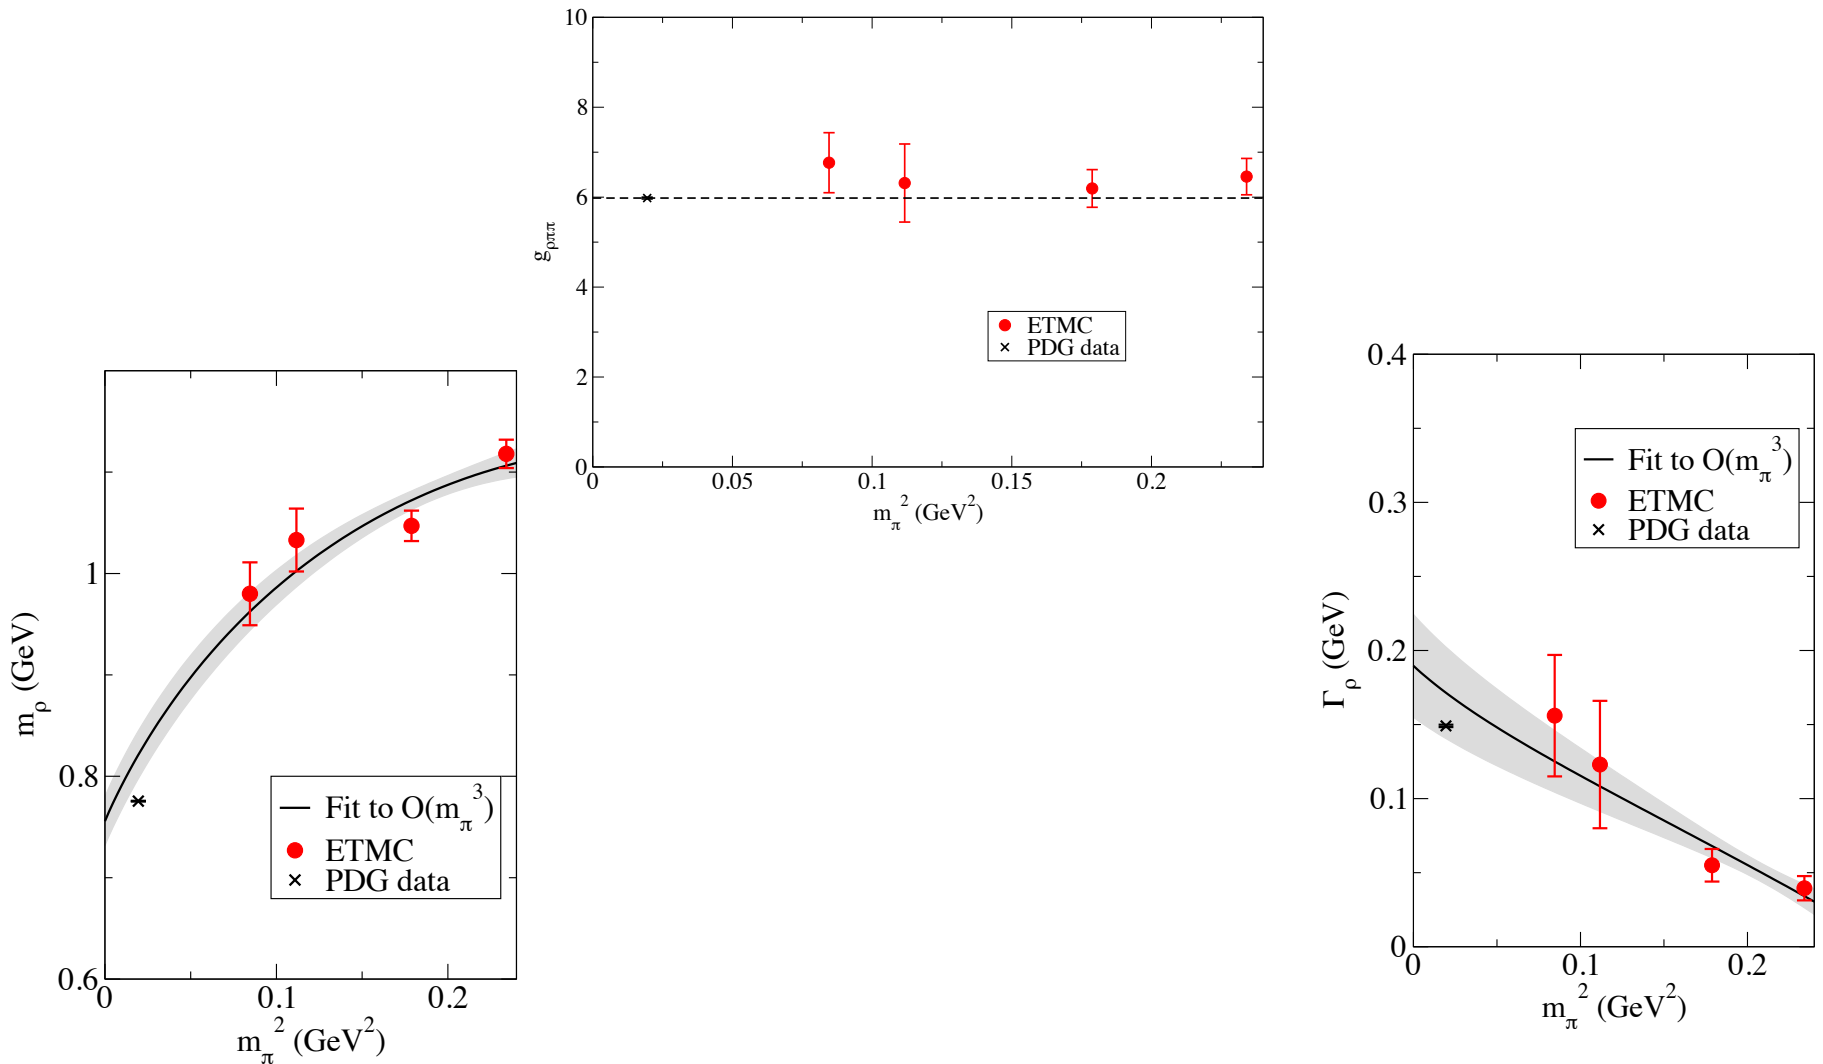 1
0.8
0.6
0
0.1
0.2
m_ρ (GeV)
m_π^2 (GeV^2)
Fit to O(m_π^3)
ETMC
PDG data
10
8
6
4
2
0
0
0.05
0.1
0.15
0.2
g_ρππ
m_π^2 (GeV^2)
ETMC
PDG data
0.4
0.3
0.2
0.1
0
0
0.1
0.2
Γ_ρ (GeV)
m_π^2 (GeV^2)
Fit to O(m_π^3)
ETMC
PDG data